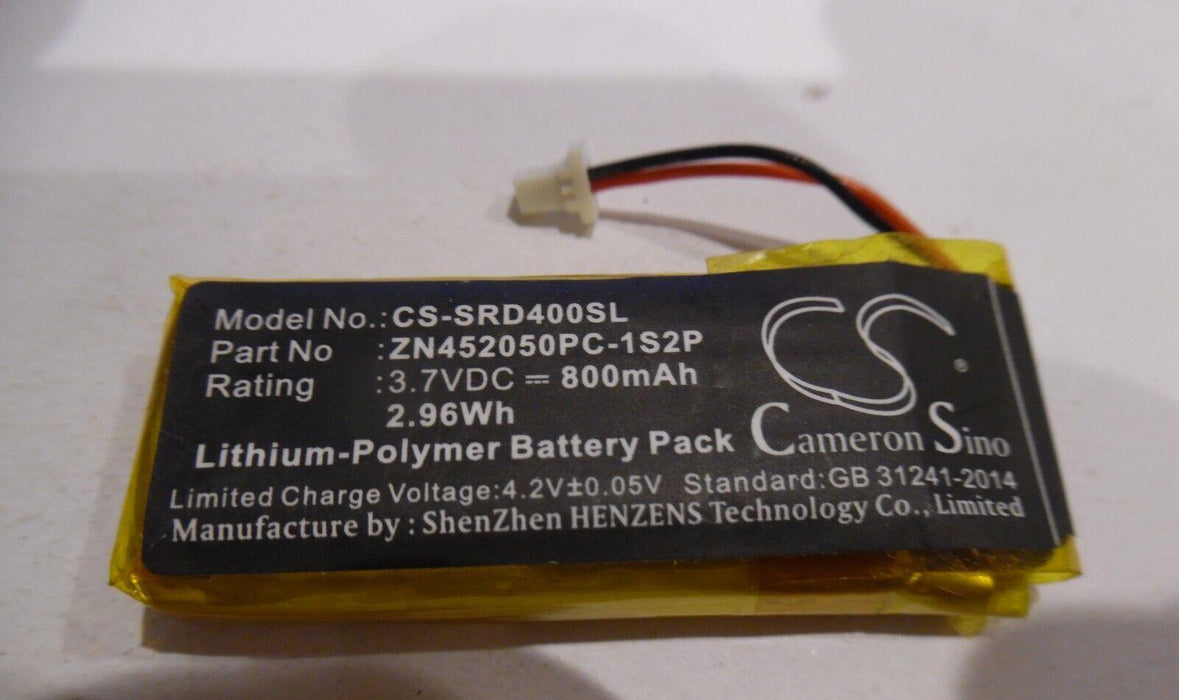 Model No.:CS-SRD400SL
Part No :ZN452050PC-1S2P
Rating :3.7VDC ⎓ 800mAh
2.96Wh
Lithium-Polymer Battery Pack
CS
Cameron Sino
Limited Charge Voltage:4.2V±0.05V Standard:GB 31241-2014
Manufacture by : ShenZhen HENZENS Technology Co., Limited